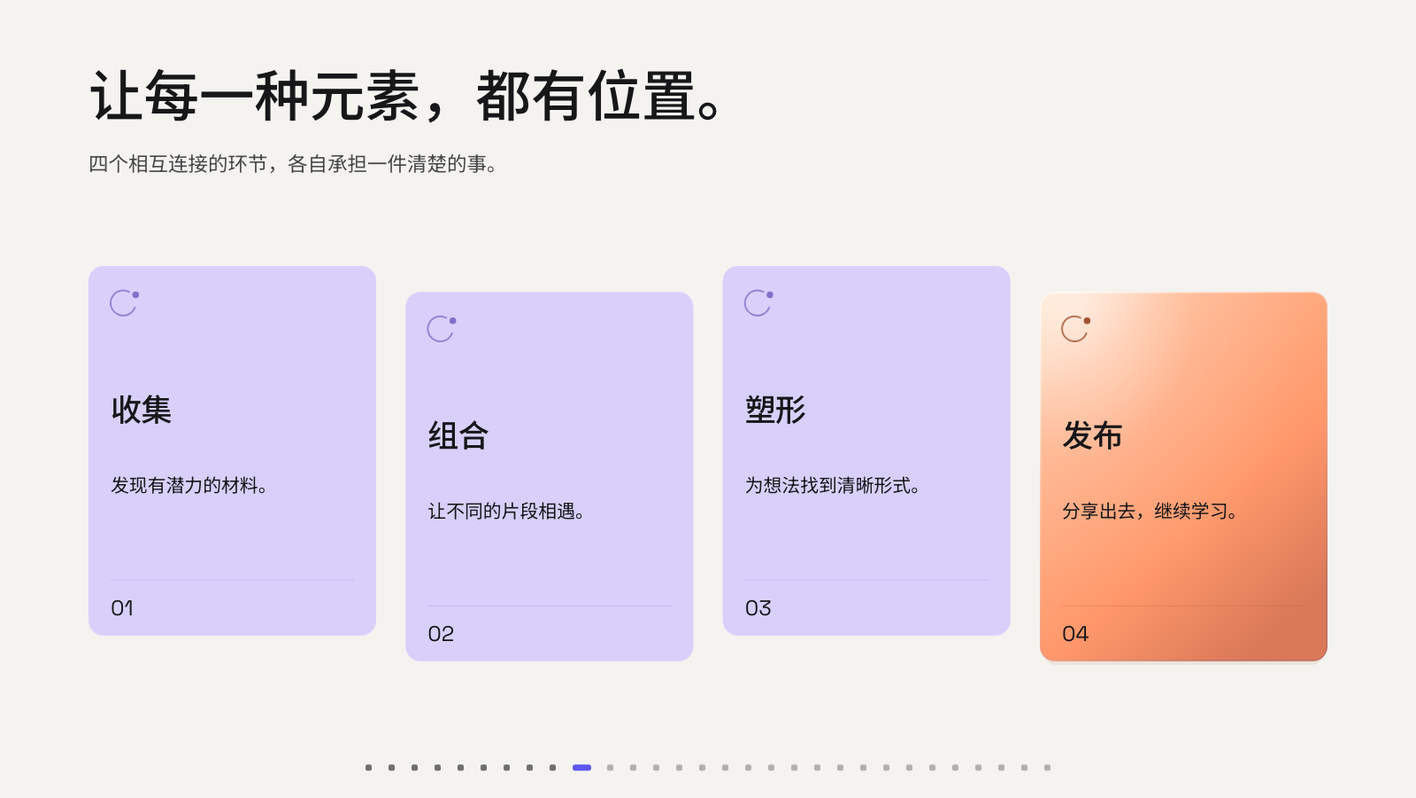 让每一种元素，都有位置。
四个相互连接的环节，各自承担一件清楚的事。
收集
发现有潜力的材料。
01
组合
让不同的片段相遇。
02
塑形
为想法找到清晰形式。
03
发布
分享出去，继续学习。
04